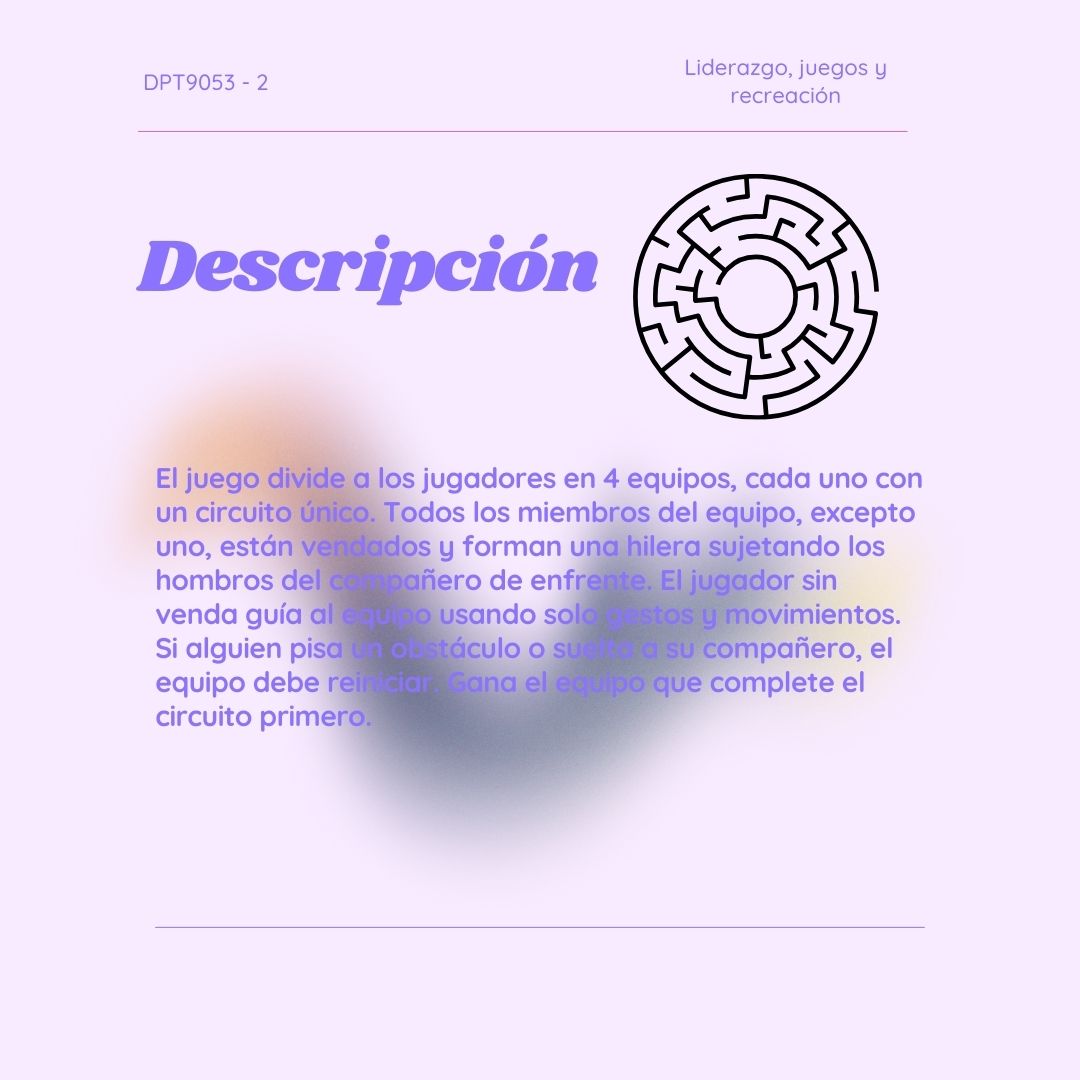 DPT9053 - 2
Liderazgo, juegos y
recreación
Descripción
El juego divide a los jugadores en 4 equipos, cada uno con
un circuito único. Todos los miembros del equipo, excepto
uno, están vendados y forman una hilera sujetando los
hombros del compañero de enfrente. El jugador sin
venda guía al equipo usando solo gestos y movimientos.
Si alguien pisa un obstáculo o suelta a su compañero, el
equipo debe reiniciar. Gana el equipo que complete el
circuito primero.